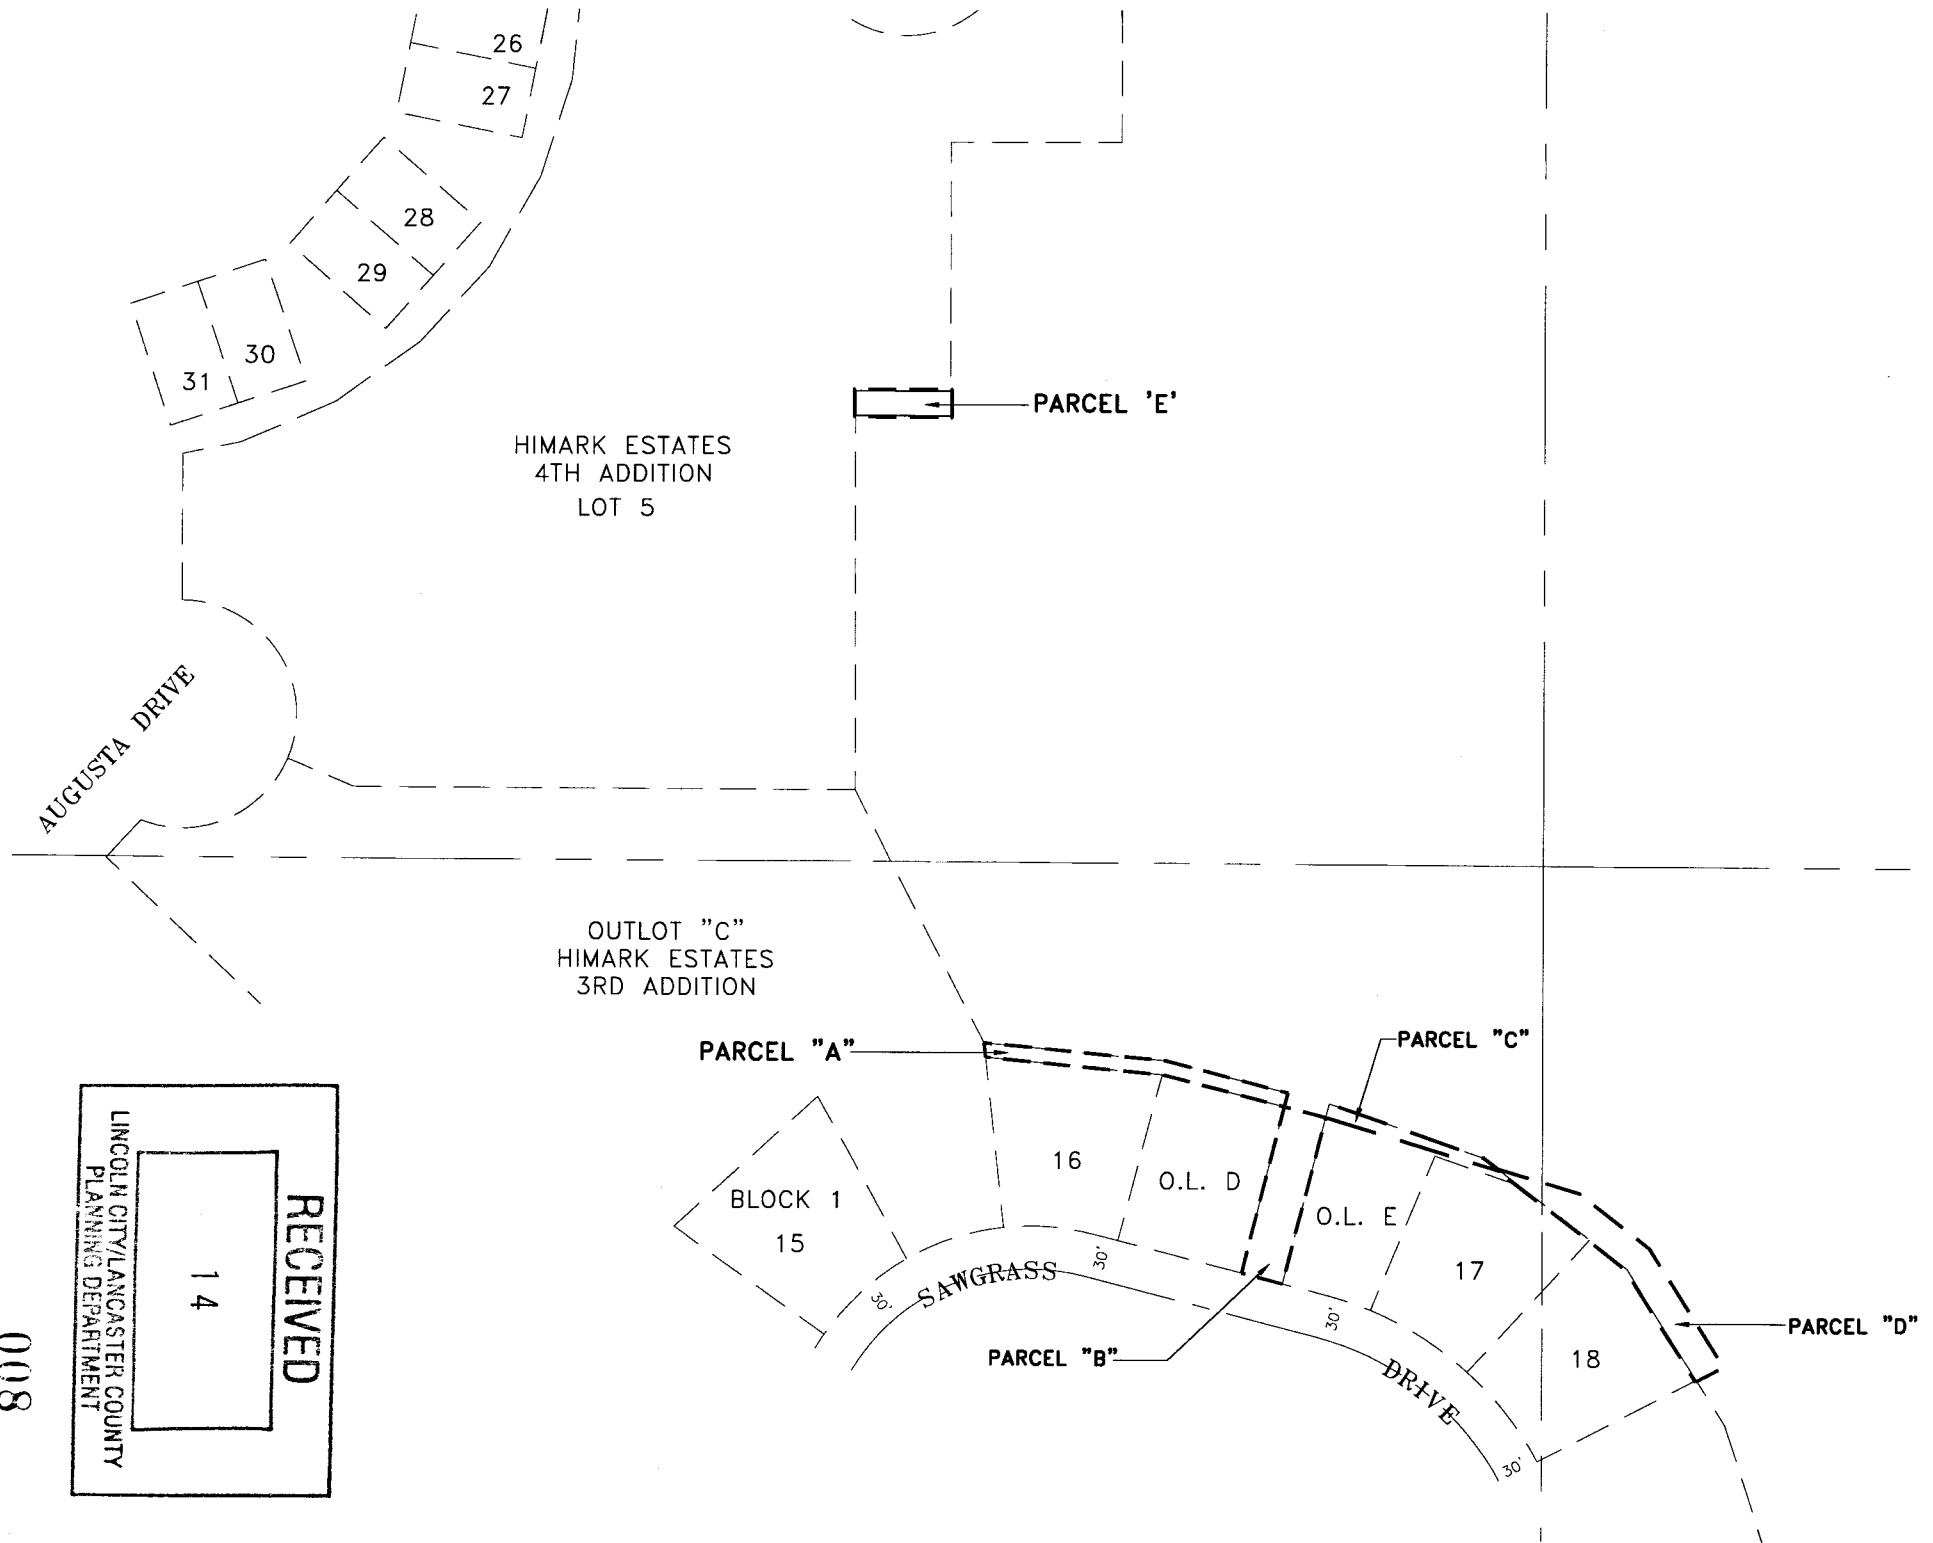 26
27
28
29
30
31
PARCEL 'E'
HIMARK ESTATES
4TH ADDITION
LOT 5
AUGUSTA DRIVE
OUTLOT "C"
HIMARK ESTATES
3RD ADDITION
PARCEL "A"
PARCEL "C"
16
O.L. D
BLOCK 1
15
O.L. E
17
30'
30'
SAWGRASS
30'
PARCEL "B"
PARCEL "D"
18
DRIVE
30'
RECEIVED
14
LINCOLN CITY/LANCASTER COUNTY
PLANNING DEPARTMENT
008